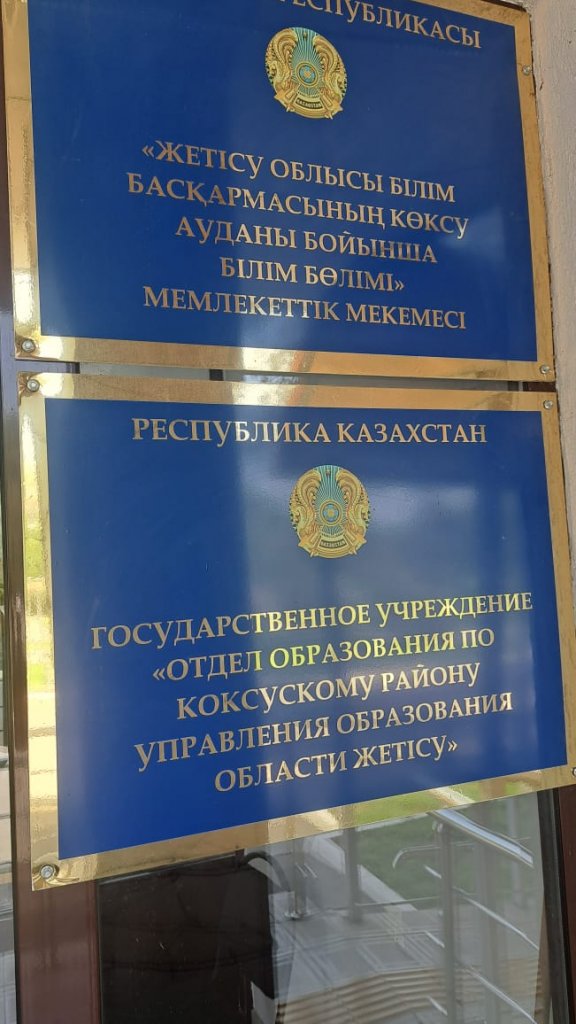 РЕСПУБЛИКАСЫ
«ЖЕТІСУ ОБЛЫСЫ БІЛІМ
БАСҚАРМАСЫНЫҢ КӨКСУ
АУДАНЫ БОЙЫНША
БІЛІМ БӨЛІМІ»
МЕМЛЕКЕТТІК МЕКЕМЕСІ
РЕСПУБЛИКА КАЗАХСТАН
ГОСУДАРСТВЕННОЕ УЧРЕЖДЕНИЕ
«ОТДЕЛ ОБРАЗОВАНИЯ ПО
КОКСУСКОМУ РАЙОНУ
УПРАВЛЕНИЯ ОБРАЗОВАНИЯ
ОБЛАСТИ ЖЕТІСУ»